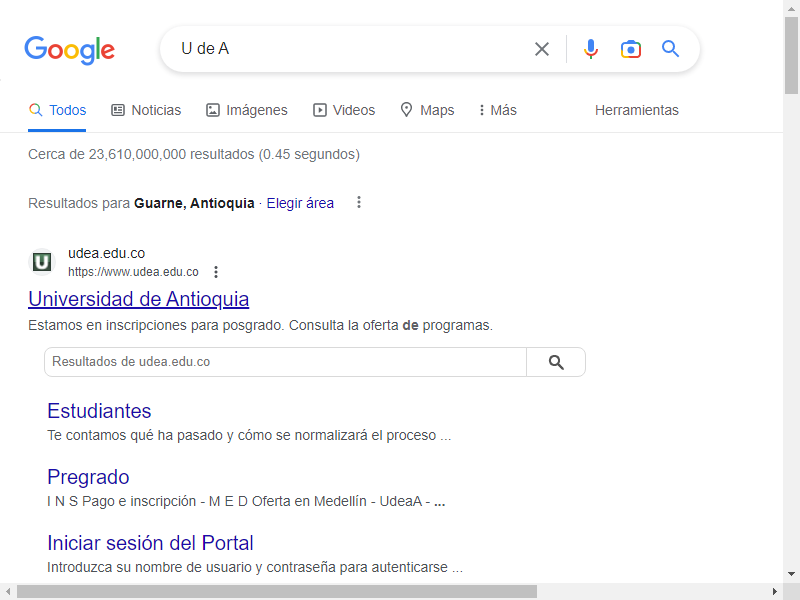 Google
U de A
Todos
Noticias
Imágenes
Videos
Maps
Más
Herramientas
Cerca de 23,610,000,000 resultados (0.45 segundos)
Resultados para Guarne, Antioquia · Elegir área
udea.edu.co
https://www.udea.edu.co
Universidad de Antioquia
Estamos en inscripciones para posgrado. Consulta la oferta de programas.
Resultados de udea.edu.co
Estudiantes
Te contamos qué ha pasado y cómo se normalizará el proceso ...
Pregrado
I N S Pago e inscripción - M E D Oferta en Medellín - UdeaA - ...
Iniciar sesión del Portal
Introduzca su nombre de usuario y contraseña para autenticarse ...